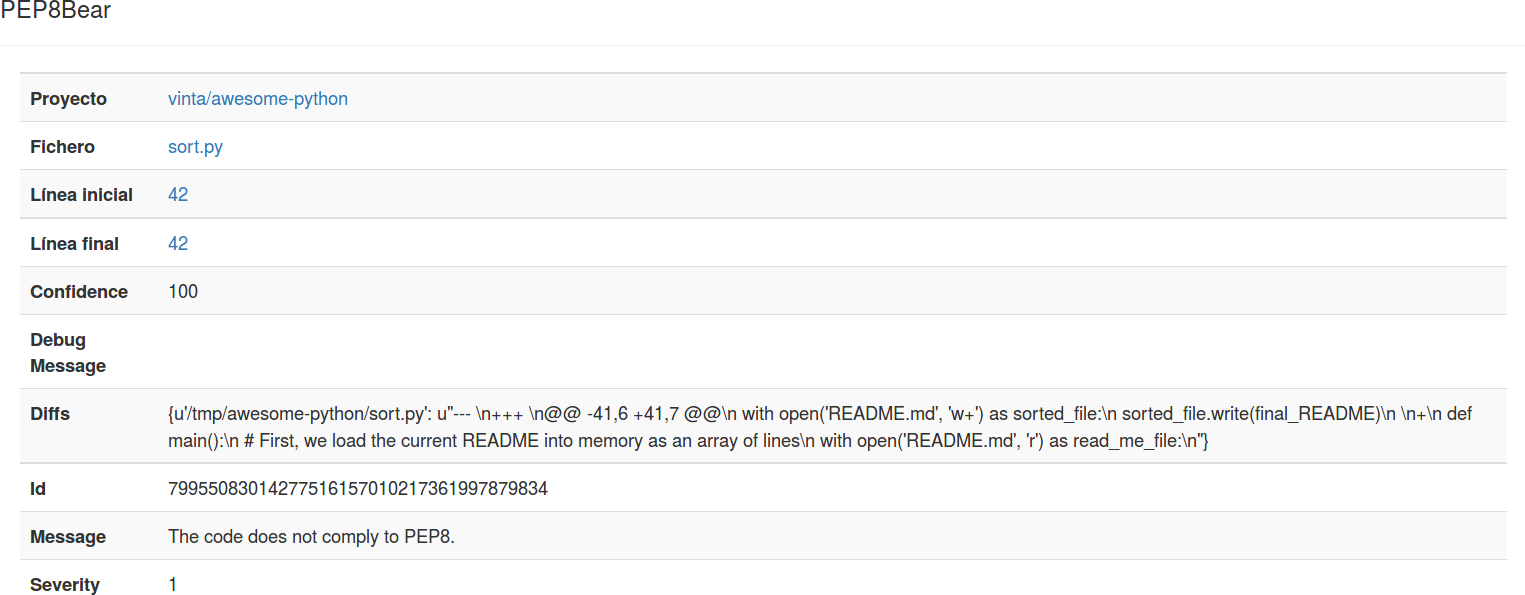 PEP8Bear
Proyecto vinta/awesome-python
Fichero sort.py
Línea inicial 42
Línea final 42
Confidence 100
Debug
Message
Diffs {u'/tmp/awesome-python/sort.py': u"--- \n+++ \n@@ -41,6 +41,7 @@\n with open('README.md', 'w+') as sorted_file:\n sorted_file.write(final_README)\n \n+\n def
main():\n # First, we load the current README into memory as an array of lines\n with open('README.md', 'r') as read_me_file:\n"}
Id 799550830142775161570102173619978​79834
Message The code does not comply to PEP8.
Severity 1